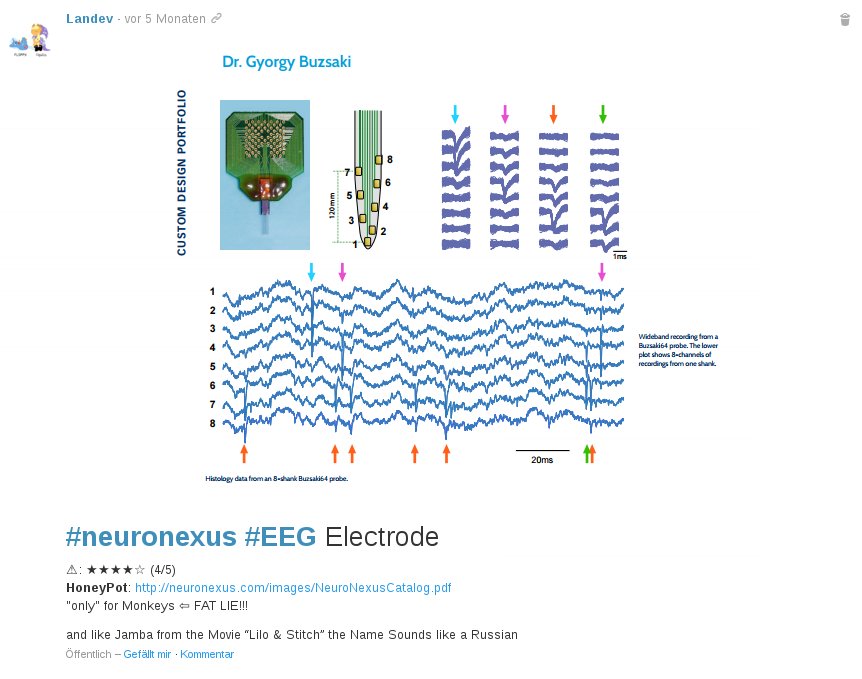 Landev · vor 5 Monaten
Dr. Gyorgy Buzsaki
CUSTOM DESIGN PORTFOLIO
8
7
6
5
4
3
2
1
120 mm
1ms
1
2
3
4
5
6
7
8
Wideband recording from a
Buzsaki64 probe. The lower
plot shows 8-channels of
recordings from one shank.
20ms
Histology data from an 8-shank Buzsaki64 probe.
#neuronexus #EEG Electrode
⚠: ★★★★☆ (4/5)
HoneyPot: http://neuronexus.com/images/NeuroNexusCatalog.pdf
"only" for Monkeys ⇦ FAT LIE!!!
and like Jamba from the Movie “Lilo & Stitch” the Name Sounds like a Russian
Öffentlich – Gefällt mir · Kommentar